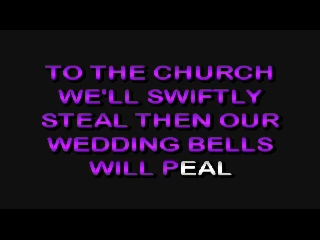 TO THE CHURCH
WE'LL SWIFTLY
STEAL THEN OUR
WEDDING BELLS
WILL PEAL